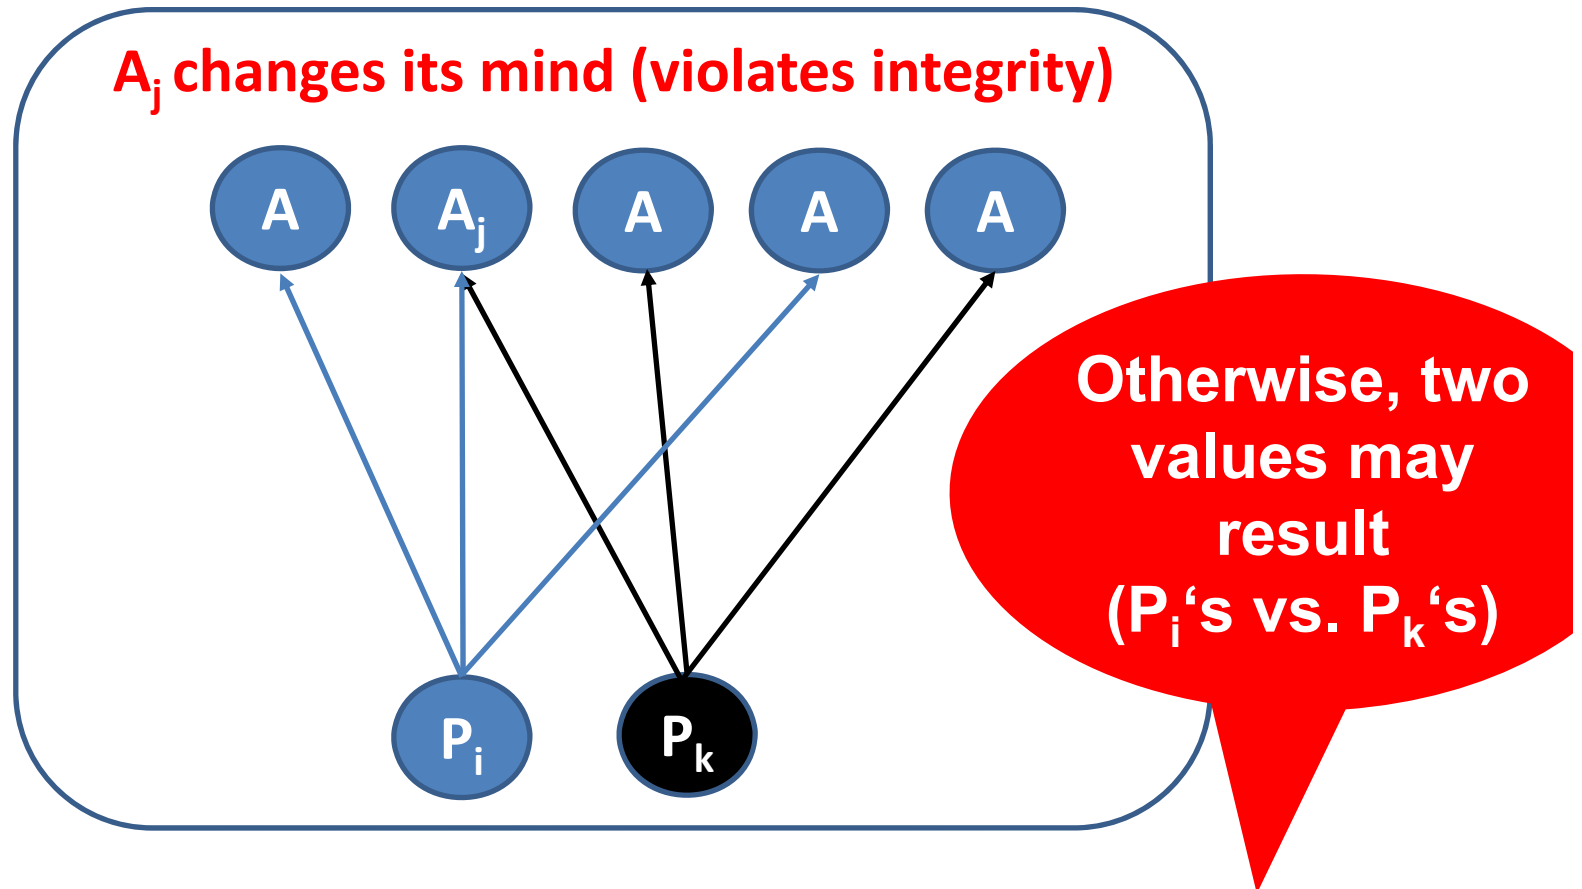 Aj changes its mind (violates integrity)
A Aj A A A
Otherwise, two
values may
result
(Pi‘s vs. Pk‘s)
Pi Pk